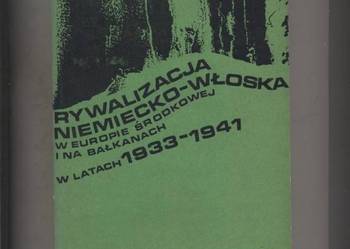 RYWALIZACJA
NIEMIECKO-WŁOSKA
W EUROPIE ŚRODKOWEJ
I NA BAŁKANACH
W LATACH 1933-1941